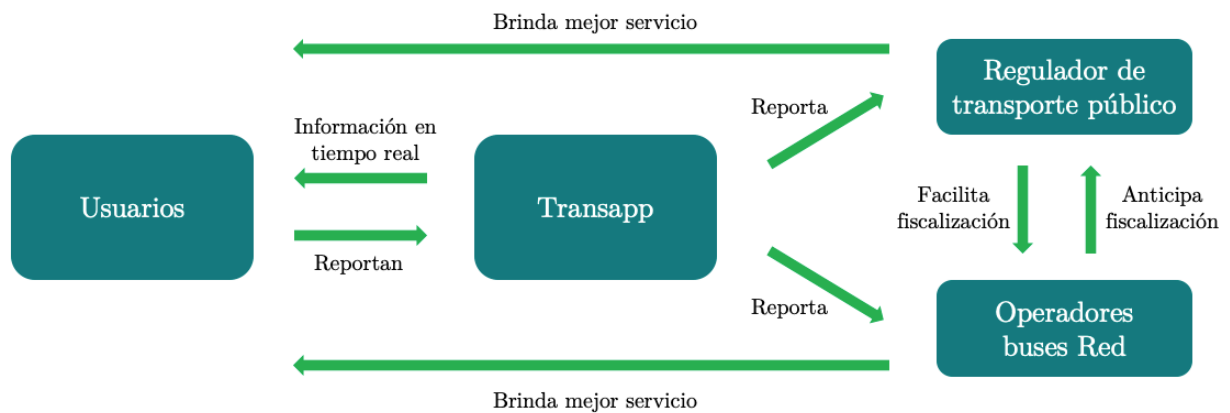 Brinda mejor servicio
Regulador de
transporte público
Reporta
Información en
tiempo real
Usuarios
Transapp
Facilita
fiscalización
Anticipa
fiscalización
Reportan
Reporta
Operadores
buses Red
Brinda mejor servicio